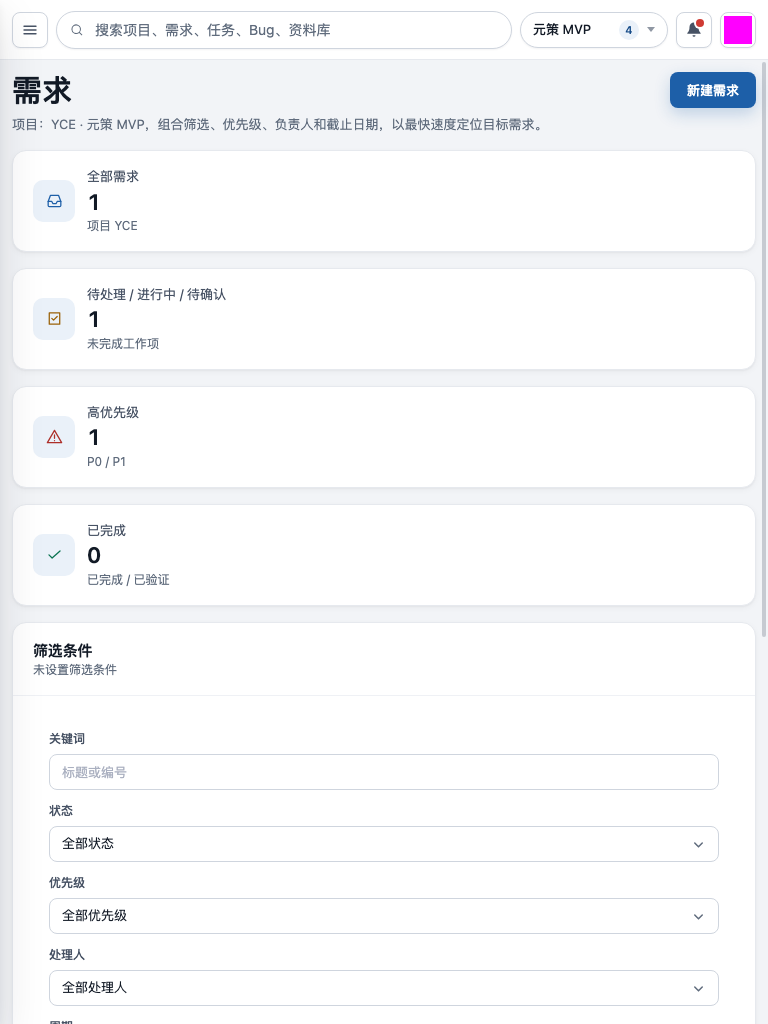 搜索项目、需求、任务、Bug、资料库
元策 MVP
4
需求
新建需求
项目：YCE · 元策 MVP，组合筛选、优先级、负责人和截止日期，以最快速度定位目标需求。
全部需求
1
项目 YCE
待处理 / 进行中 / 待确认
1
未完成工作项
高优先级
1
P0 / P1
已完成
0
已完成 / 已验证
筛选条件
未设置筛选条件
关键词
标题或编号
状态
全部状态
优先级
全部优先级
处理人
全部处理人